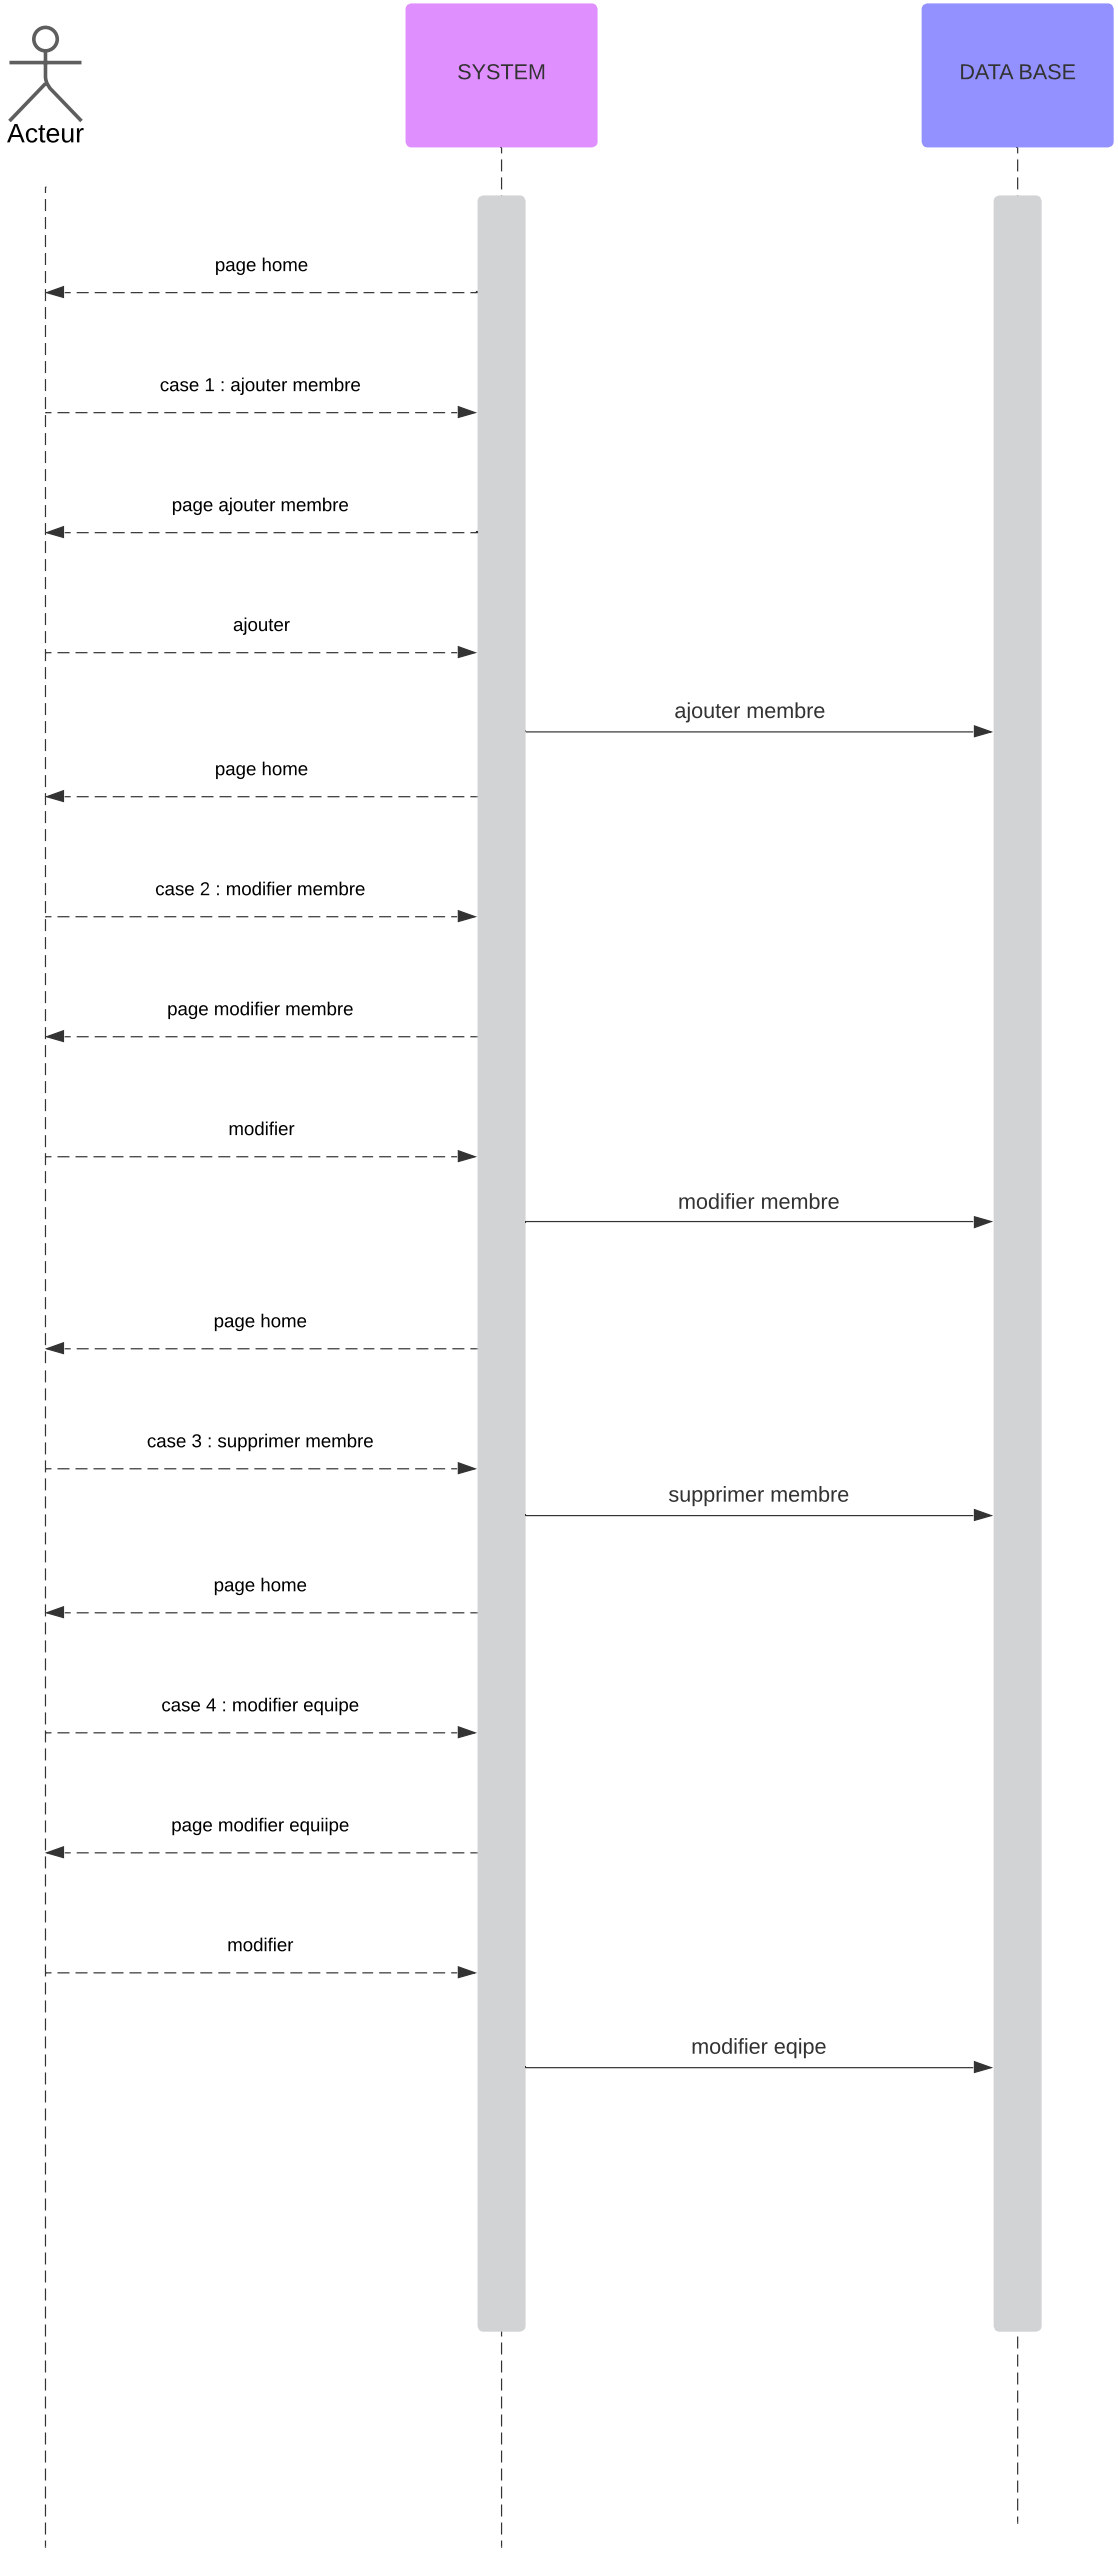 SYSTEM
DATA BASE
Acteur
page home
case 1 : ajouter membre
page ajouter membre
ajouter
ajouter membre
page home
case 2 : modifier membre
page modifier membre
modifier
modifier membre
page home
case 3 : supprimer membre
supprimer membre
page home
case 4 : modifier equipe
page modifier equiipe
modifier
modifier eqipe